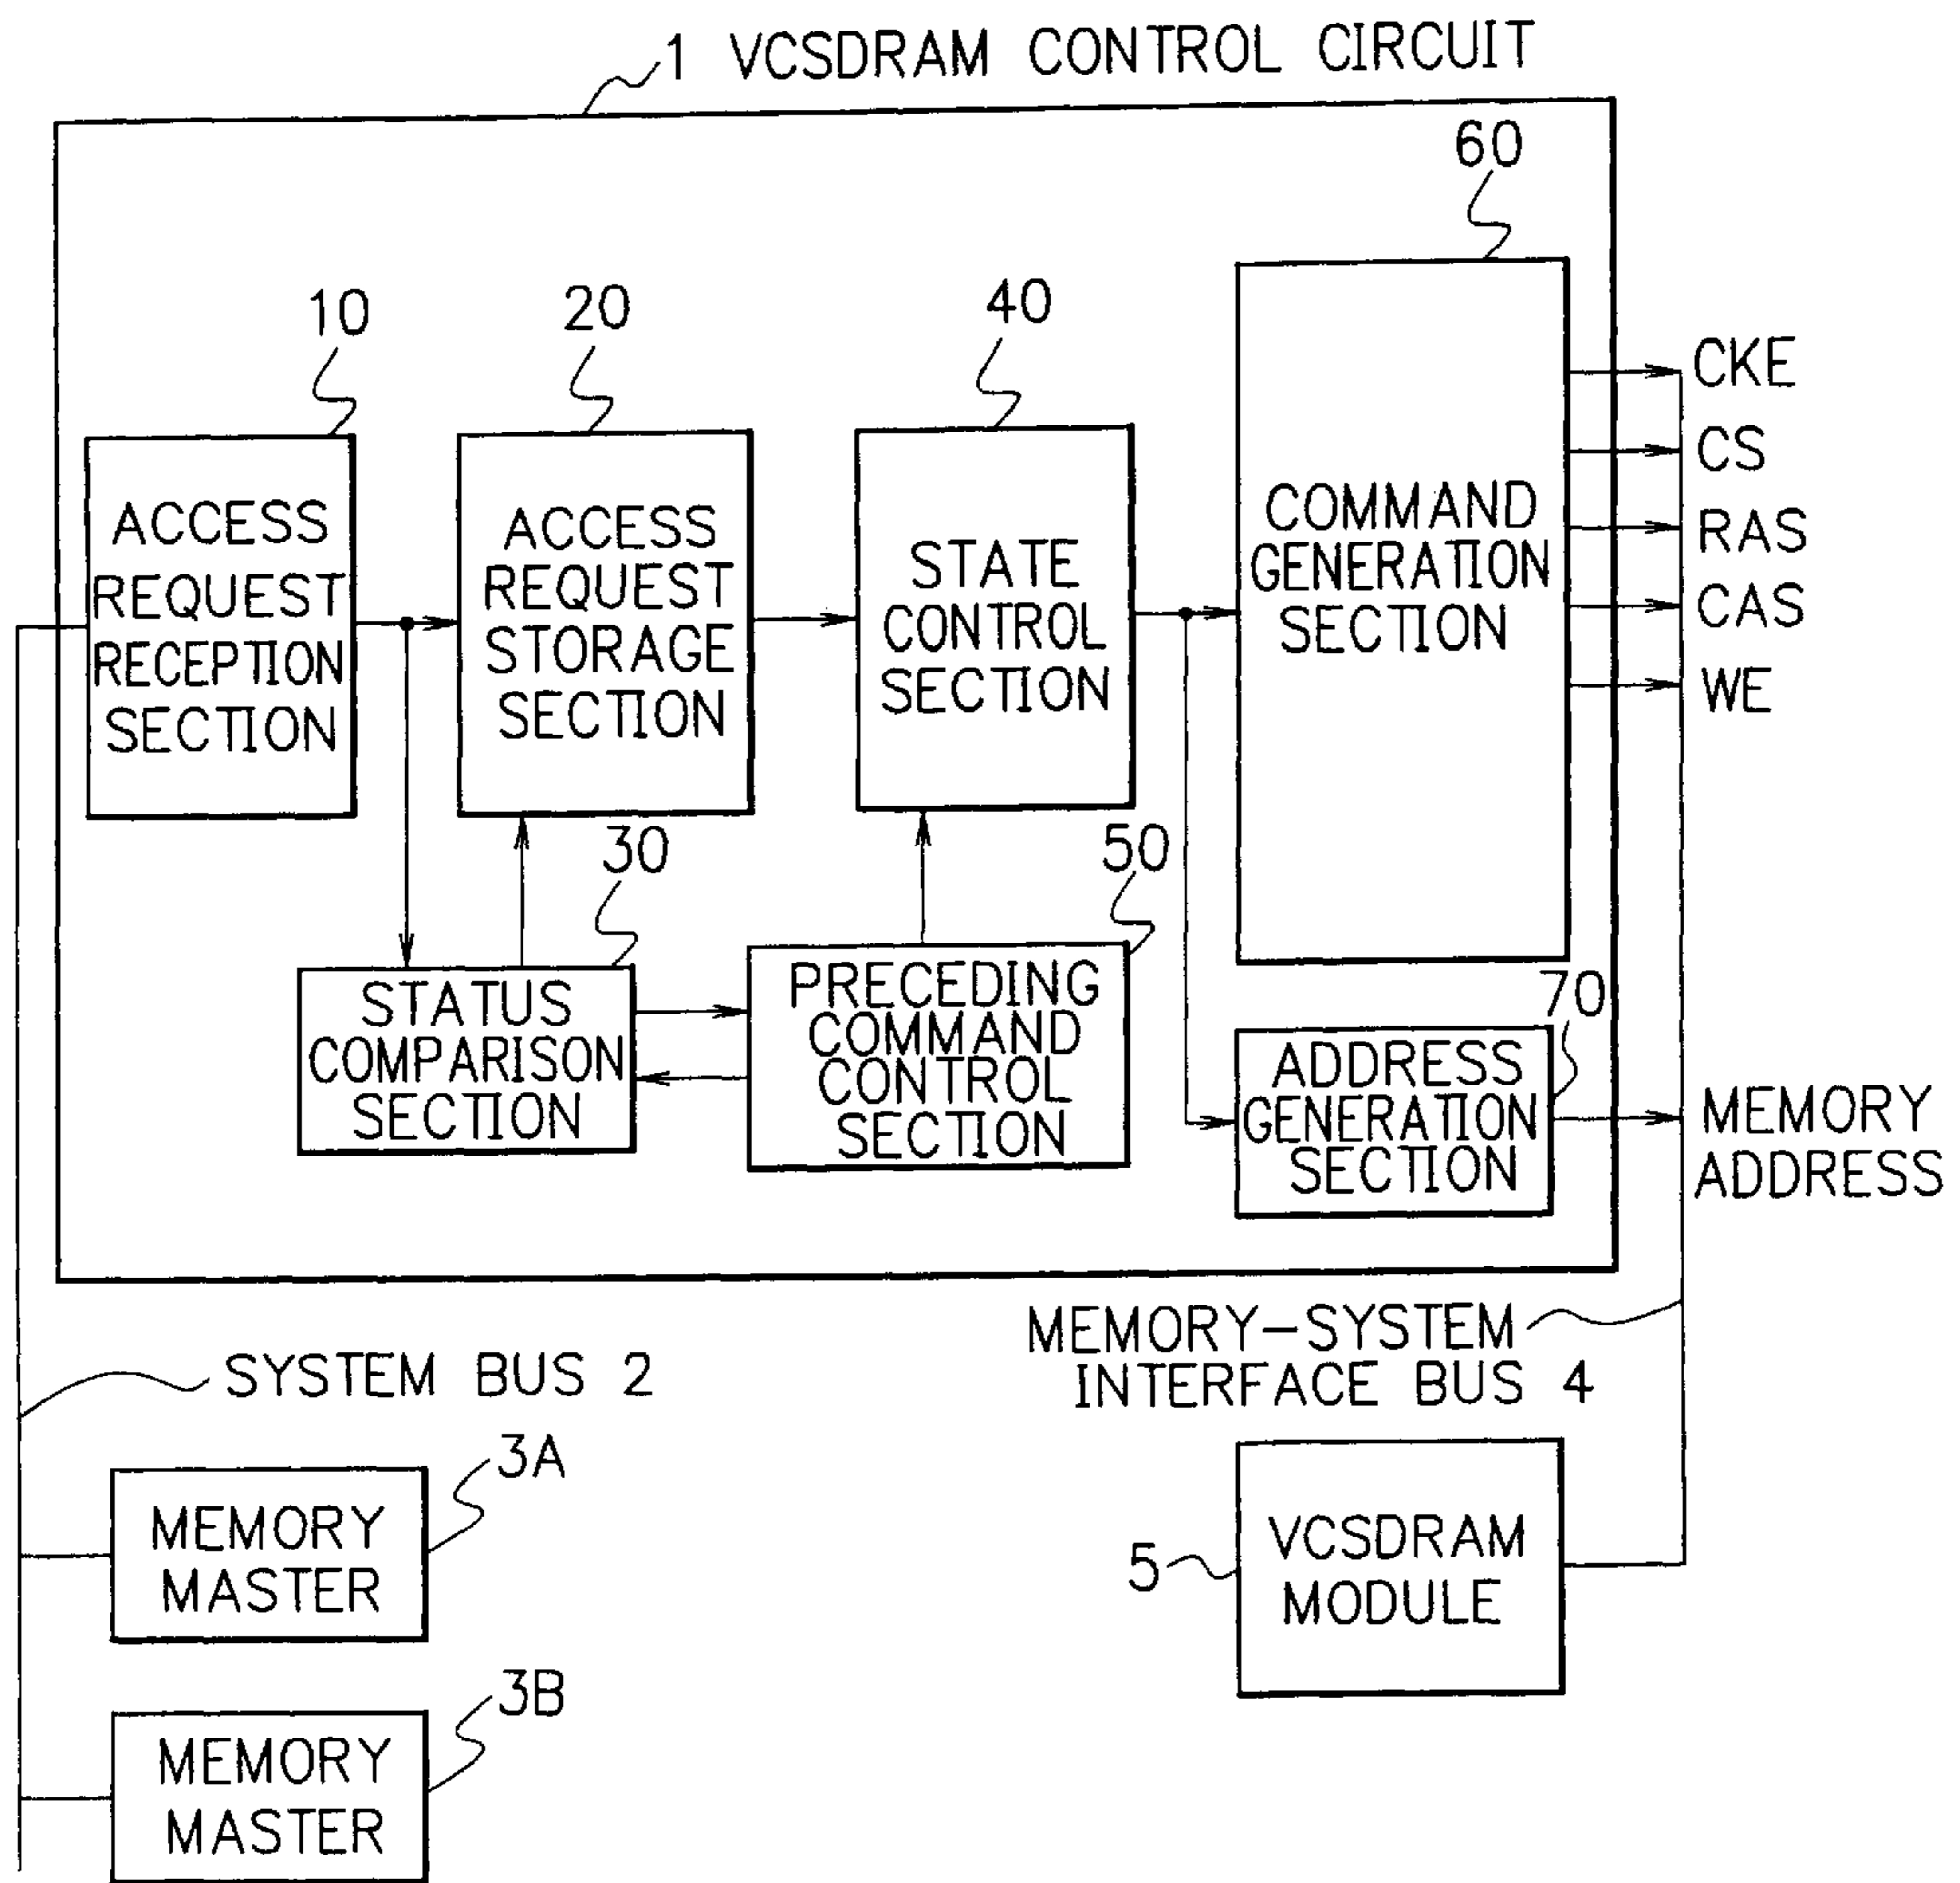 1 VCSDRAM CONTROL CIRCUIT
60
10
20
40
CKE
CS
RAS
CAS
WE
ACCESS
REQUEST
RECEPTION
SECTION
ACCESS
REQUEST
STORAGE
SECTION
STATE
CONTROL
SECTION
COMMAND
GENERATION
SECTION
30
50
70
STATUS
COMPARISON
SECTION
PRECEDING
COMMAND
CONTROL
SECTION
ADDRESS
GENERATION
SECTION
MEMORY
ADDRESS
MEMORY-SYSTEM
INTERFACE BUS 4
SYSTEM BUS 2
3A
MEMORY
MASTER
5
VCSDRAM
MODULE
3B
MEMORY
MASTER